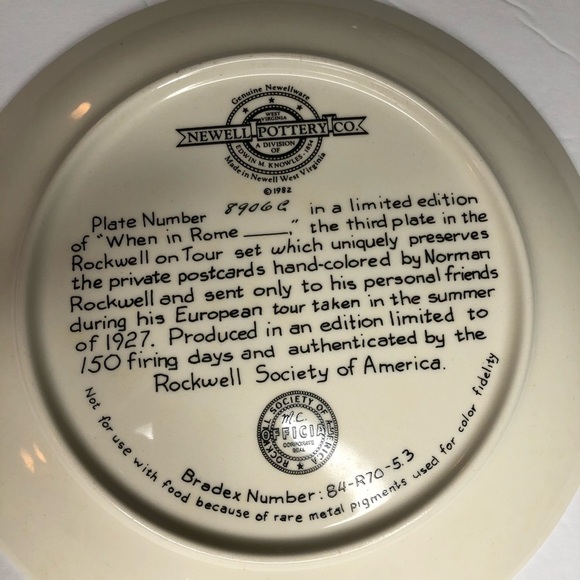 Genuine Newellware
WEST
VIRGINIA
NEWELL POTTERY CO.
A DIVISION
OF
EDWIN M. KNOWLES · 1854
Made in Newell West Virginia
© 1982
Plate Number 8906C in a limited edition
of "When in Rome ____," the third plate in the
Rockwell on Tour set which uniquely preserves
the private postcards hand-colored by Norman
Rockwell and sent only to his personal friends
during his European tour taken in the summer
of 1927. Produced in an edition limited to
150 firing days and authenticated by the
Rockwell Society of America.
ROCKWELL SOCIETY OF AMERICA
M.C.
OFFICIAL
CORPORATE
SEAL
Bradex Number: 84-R70-5.3
Not for use with food because of rare metal pigments used for color fidelity